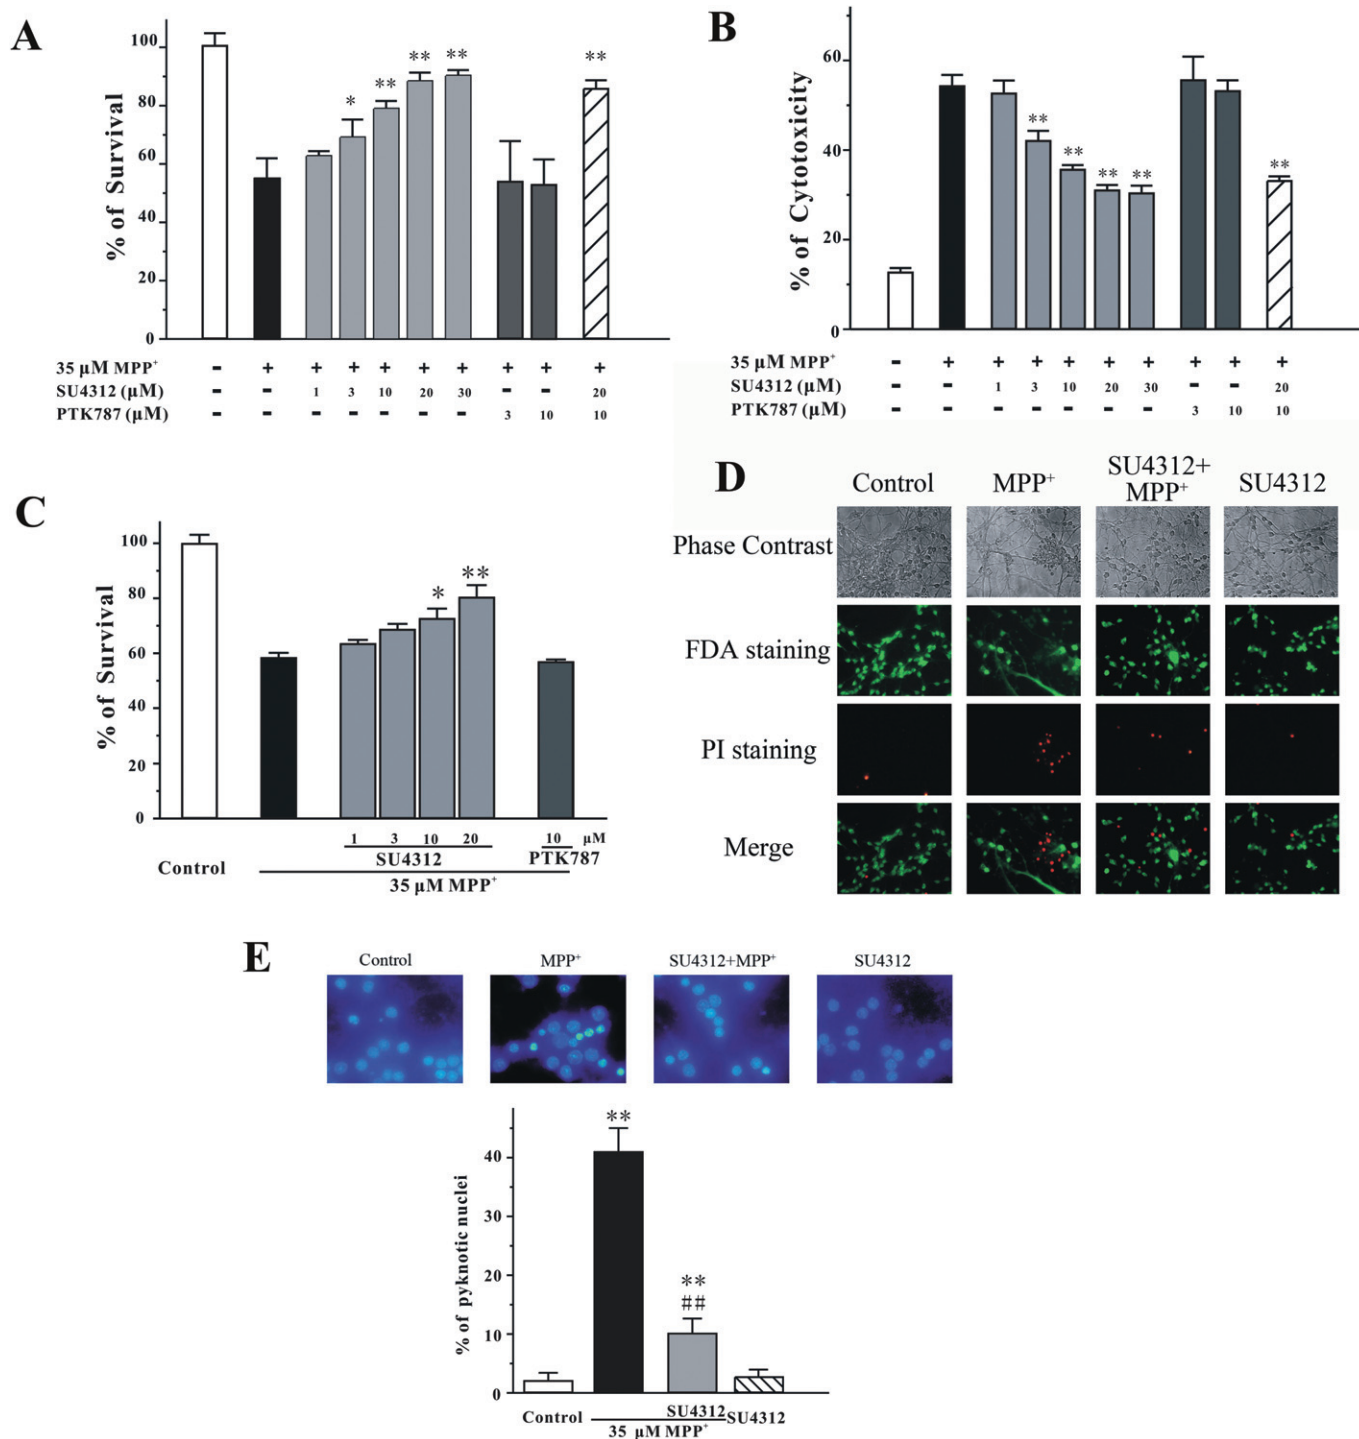 A
% of Survival
100
80
60
40
20
0
* ** ** ** **
35 µM MPP⁺ - + + + + + + + + +
SU4312 (µM) - - 1 3 10 20 30 - - 20
PTK787 (µM) - - - - - - - 3 10 10
B
% of Cytotoxicity
60
40
20
0
** ** ** ** **
35 µM MPP⁺ - + + + + + + + + +
SU4312 (µM) - - 1 3 10 20 30 - - 20
PTK787 (µM) - - - - - - - 3 10 10
C
% of Survival
100
80
60
40
20
0
* **
1 3 10 20 10 µM
SU4312 PTK787
Control
35 µM MPP⁺
D
Control MPP⁺ SU4312+ MPP⁺ SU4312
Phase Contrast
FDA staining
PI staining
Merge
E
Control MPP⁺ SU4312+MPP⁺ SU4312
% of pyknotic nuclei
40
30
20
10
0
**
**
##
Control SU4312 SU4312
35 µM MPP⁺